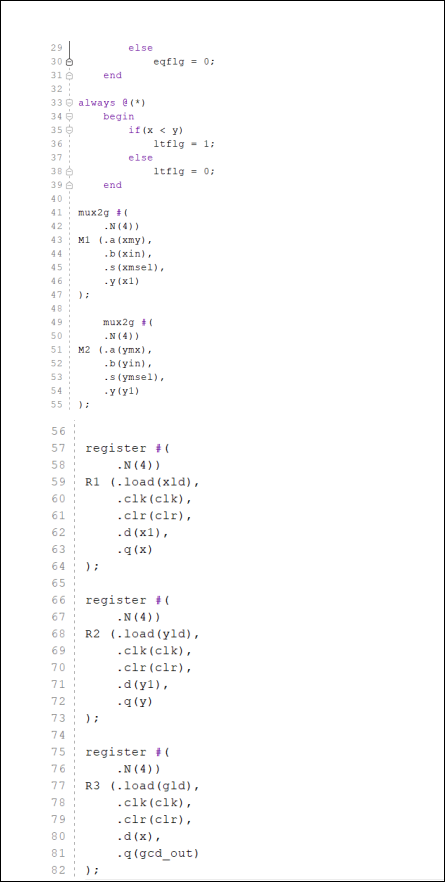 29 else
30 eqflg = 0;
31 end
32
33 always @(*)
34 begin
35 if(x < y)
36 ltflg = 1;
37 else
38 ltflg = 0;
39 end
40
41 mux2g #(
42 .N(4))
43 M1 (.a(xmy),
44 .b(xin),
45 .s(xmsel),
46 .y(x1)
47 );
48
49 mux2g #(
50 .N(4))
51 M2 (.a(ymx),
52 .b(yin),
53 .s(ymsel),
54 .y(y1)
55 );
56
57 register #(
58 .N(4))
59 R1 (.load(xld),
60 .clk(clk),
61 .clr(clr),
62 .d(x1),
63 .q(x)
64 );
65
66 register #(
67 .N(4))
68 R2 (.load(yld),
69 .clk(clk),
70 .clr(clr),
71 .d(y1),
72 .q(y)
73 );
74
75 register #(
76 .N(4))
77 R3 (.load(gld),
78 .clk(clk),
79 .clr(clr),
80 .d(x),
81 .q(gcd_out)
82 );